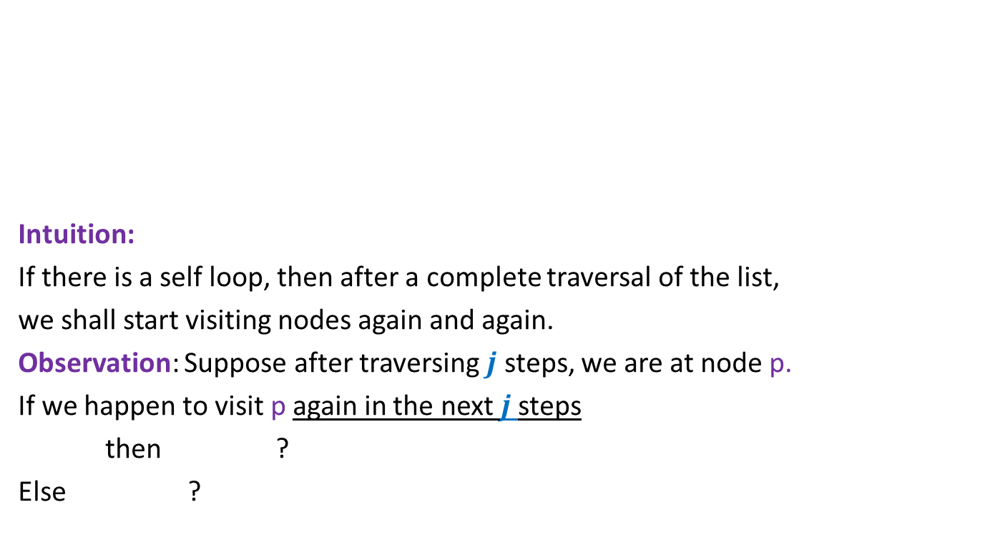 Intuition:
If there is a self loop, then after a complete traversal of the list,
we shall start visiting nodes again and again.
Observation: Suppose after traversing j steps, we are at node p.
If we happen to visit p again in the next j steps
then ?
Else ?